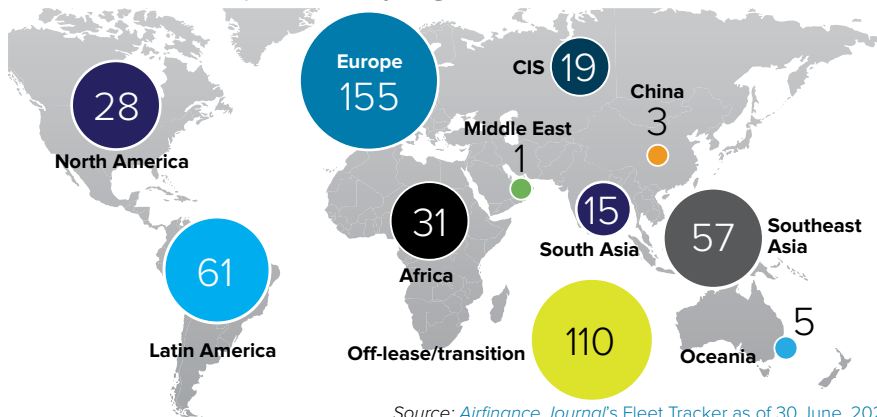 Europe
155
CIS
19
China
3
28
North America
Middle East
1
31
Africa
15
South Asia
57
Southeast
Asia
61
Latin America
Off-lease/transition
110
Oceania
5
Source: Airfinance Journal's Fleet Tracker as of 30 June,